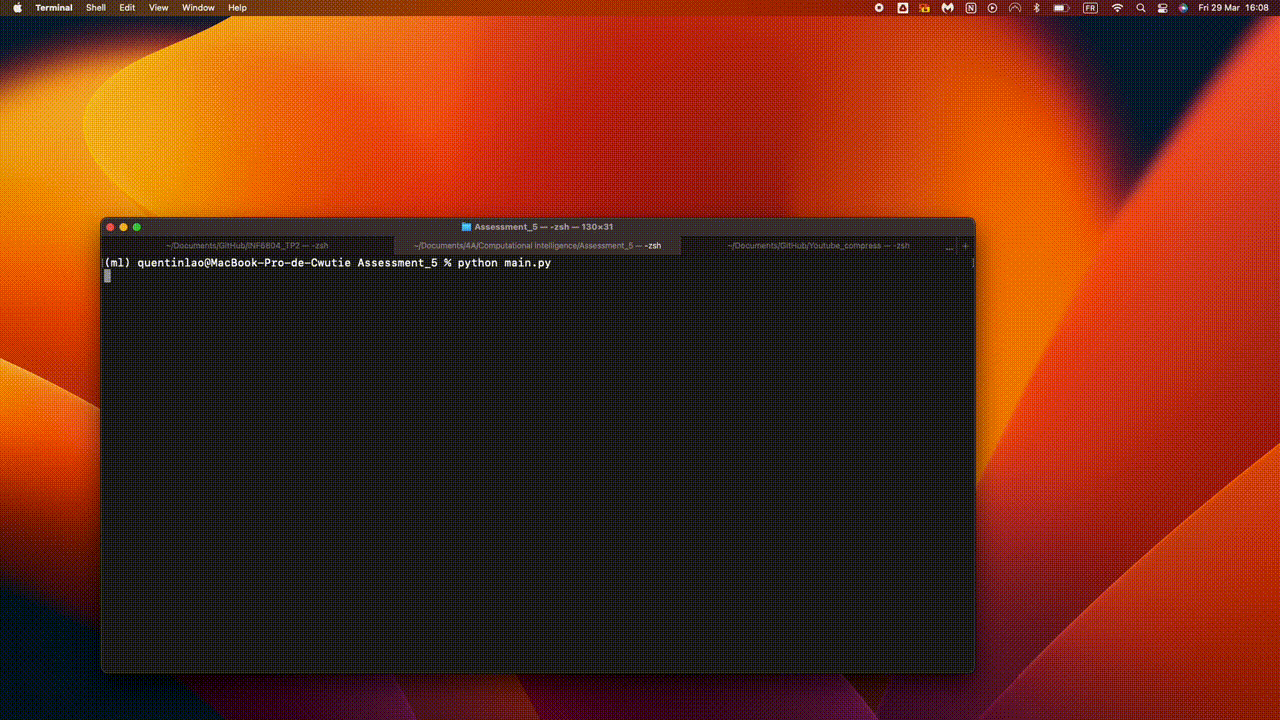 Terminal Shell Edit View Window Help FR Fri 29 Mar 16:08
Assessment_5 — -zsh — 130×31
~/Documents/GitHub/INF6804_TP2 — -zsh ~/Documents/4A/Computational Intelligence/Assessment_5 — -zsh ~/Documents/GitHub/Youtube_compress — -zsh ... +
(ml) quentinlao@MacBook-Pro-de-Cwutie Assessment_5 % python main.py